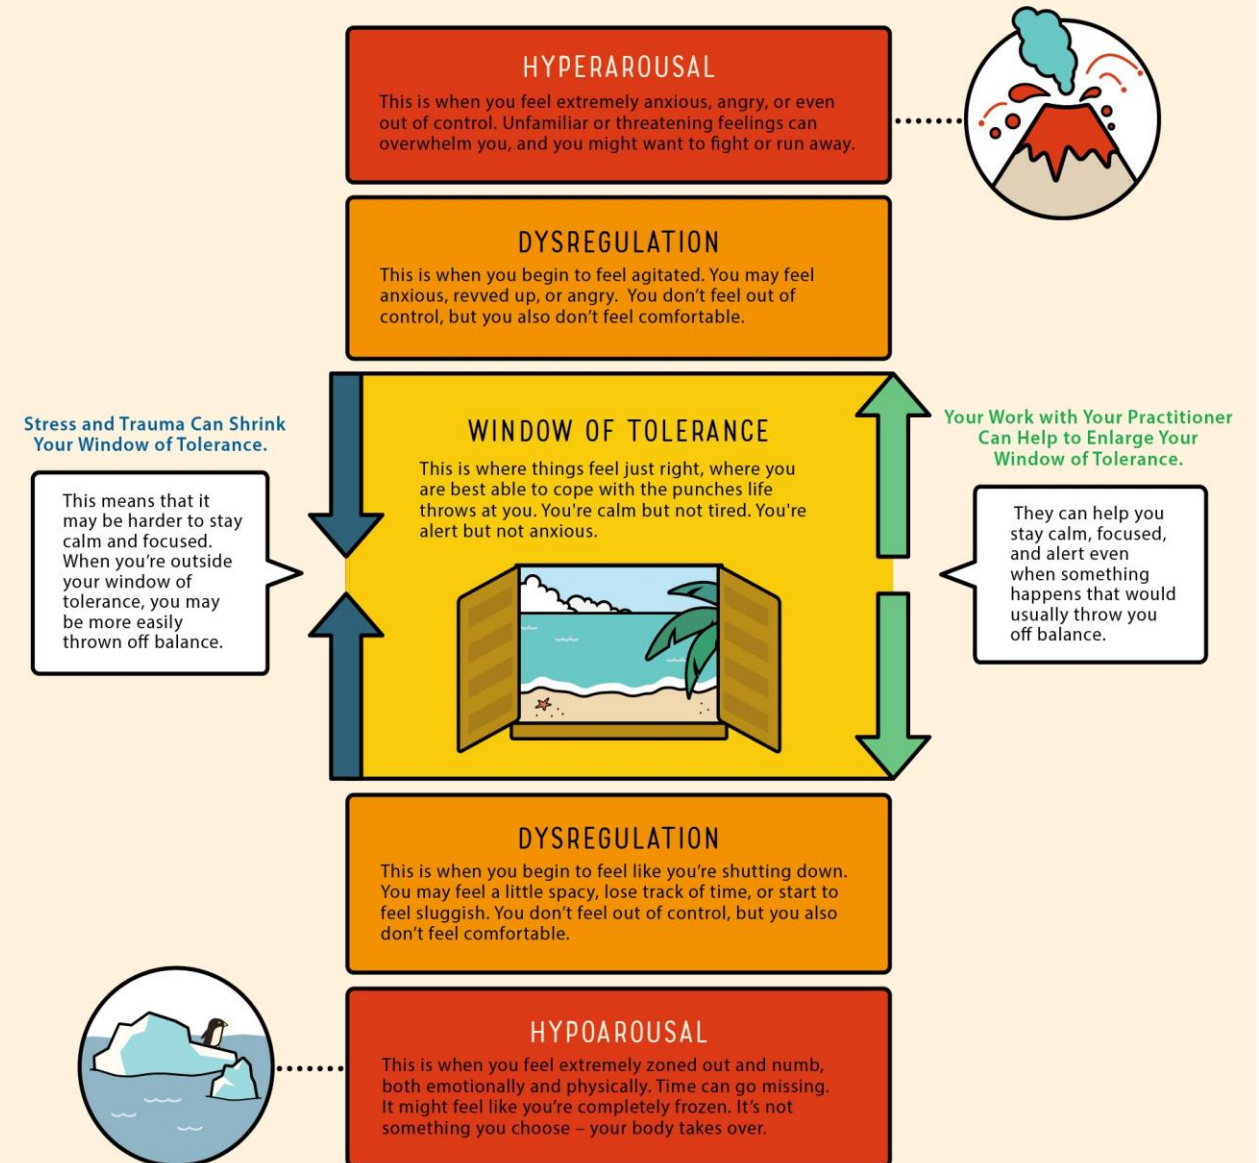 HYPERAROUSAL
This is when you feel extremely anxious, angry, or even
out of control. Unfamiliar or threatening feelings can
overwhelm you, and you might want to fight or run away.
DYSREGULATION
This is when you begin to feel agitated. You may feel
anxious, revved up, or angry.  You don't feel out of
control, but you also don't feel comfortable.
Stress and Trauma Can Shrink
Your Window of Tolerance.
This means that it
may be harder to stay
calm and focused.
When you're outside
your window of
tolerance, you may
be more easily
thrown off balance.
WINDOW OF TOLERANCE
This is where things feel just right, where you
are best able to cope with the punches life
throws at you. You're calm but not tired. You're
alert but not anxious.
Your Work with Your Practitioner
Can Help to Enlarge Your
Window of Tolerance.
They can help you
stay calm, focused,
and alert even
when something
happens that would
usually throw you
off balance.
DYSREGULATION
This is when you begin to feel like you're shutting down.
You may feel a little spacy, lose track of time, or start to
feel sluggish. You don't feel out of control, but you also
don't feel comfortable.
HYPOAROUSAL
This is when you feel extremely zoned out and numb,
both emotionally and physically. Time can go missing.
It might feel like you're completely frozen. It's not
something you choose – your body takes over.